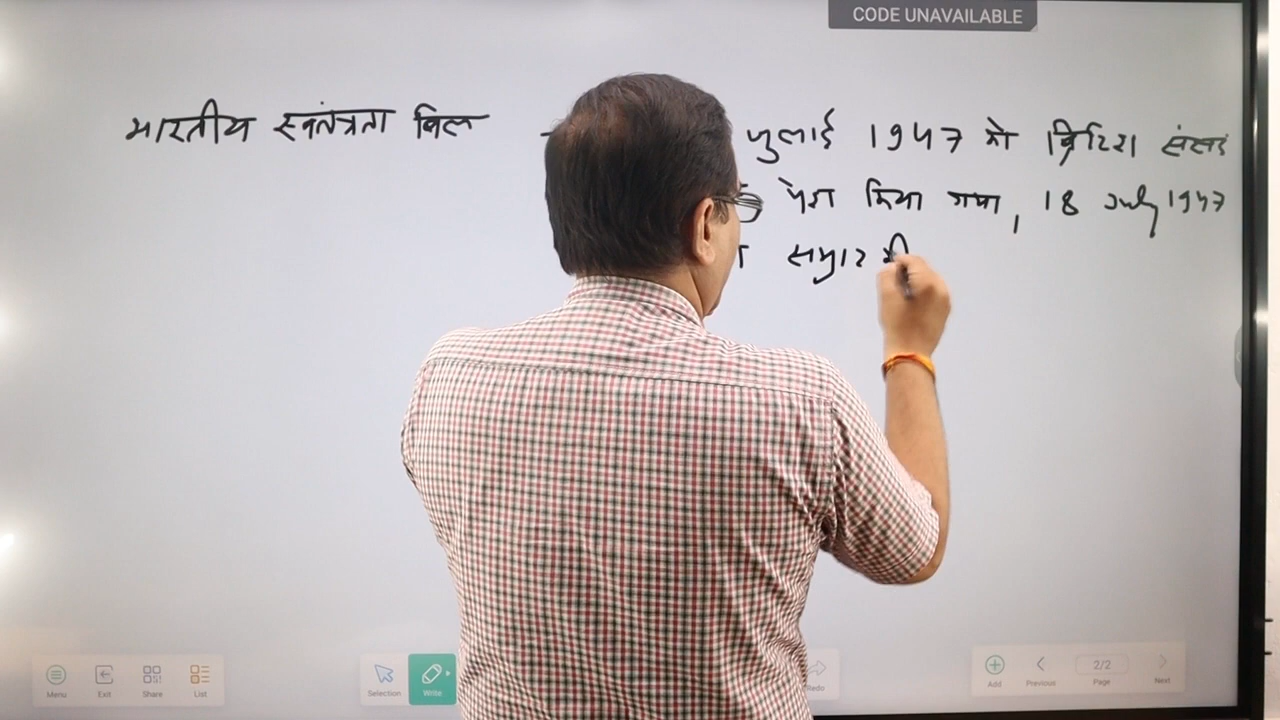 CODE UNAVAILABLE
भारतीय स्वतंत्रता बिल - जुलाई 1947 को ब्रिटिश संसद
पेश किया गया, 18 July 1947
सम्राट की
Menu Exit Share List Selection Write Redo Add Previous 2/2 Page Next